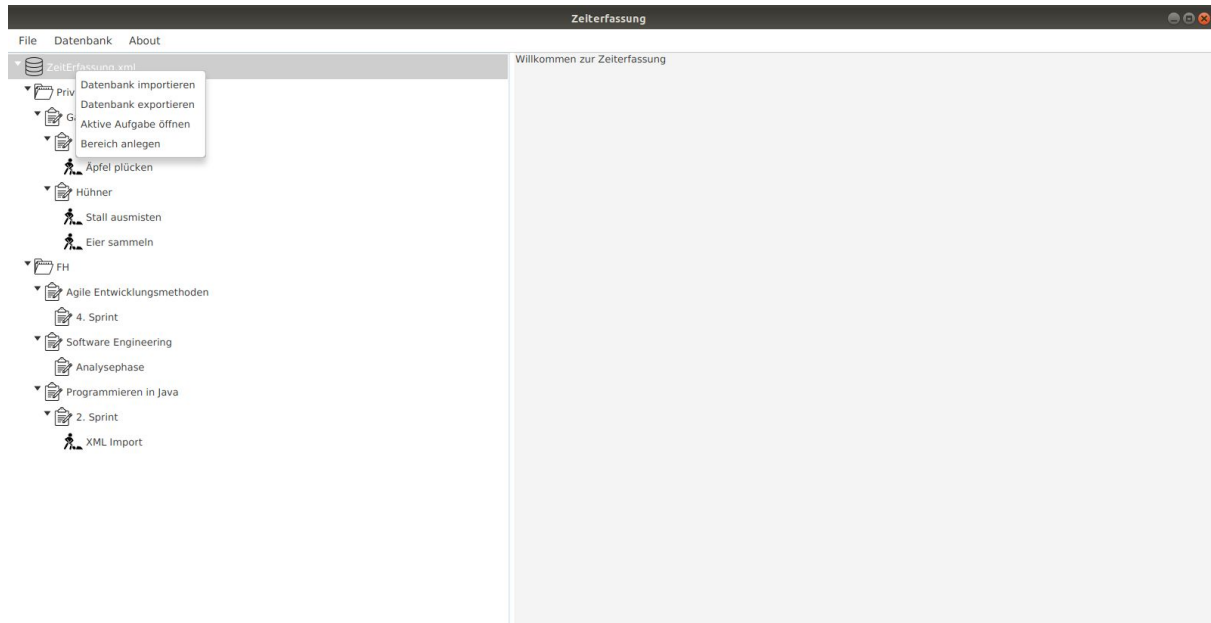 Zeiterfassung
File Datenbank About
ZeitErfassung.xml
Willkommen zur Zeiterfassung
Datenbank importieren
Datenbank exportieren
Aktive Aufgabe öffnen
Bereich anlegen
Äpfel plücken
Hühner
Stall ausmisten
Eier sammeln
FH
Agile Entwicklungsmethoden
4. Sprint
Software Engineering
Analysephase
Programmieren in Java
2. Sprint
XML Import